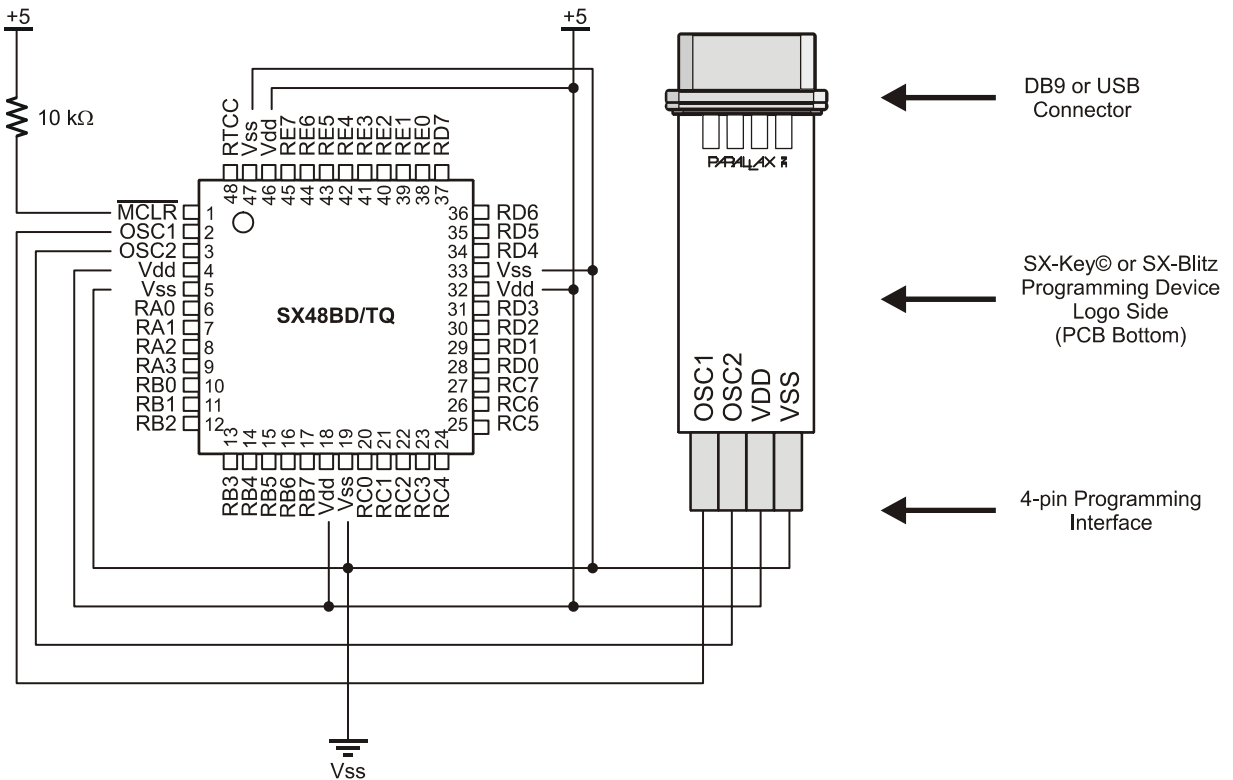 +5
+5
10 kΩ
RTCC
Vss
Vdd
RE7
RE6
RE5
RE4
RE3
RE2
RE1
RE0
RD7
48
47
46
45
44
43
42
41
40
39
38
37
MCLR 1
OSC1 2
OSC2 3
Vdd 4
Vss 5
RA0 6
RA1 7
RA2 8
RA3 9
RB0 10
RB1 11
RB2 12
SX48BD/TQ
36 RD6
35 RD5
34 RD4
33 Vss
32 Vdd
31 RD3
30 RD2
29 RD1
28 RD0
27 RC7
26 RC6
25 RC5
13
14
15
16
17
18
19
20
21
22
23
24
RB3
RB4
RB5
RB6
RB7
Vdd
Vss
RC0
RC1
RC2
RC3
RC4
Vss
PARALLAX
OSC1
OSC2
VDD
VSS
DB9 or USB
Connector
SX-Key© or SX-Blitz
Programming Device
Logo Side
(PCB Bottom)
4-pin Programming
Interface